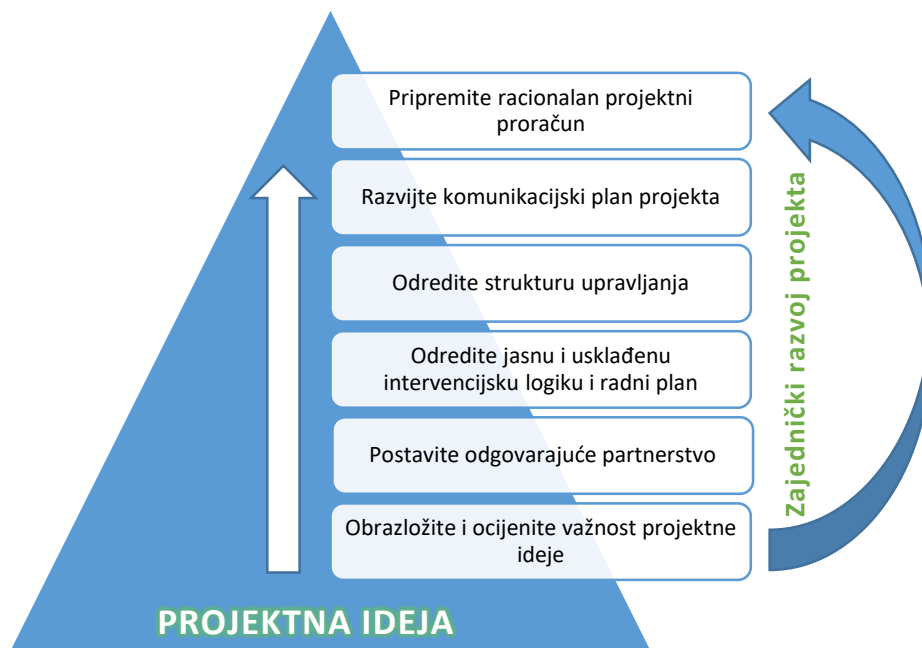 Pripremite racionalan projektni
proračun
Razvijte komunikacijski plan projekta
Odredite strukturu upravljanja
Odredite jasnu i usklađenu
intervencijsku logiku i radni plan
Postavite odgovarajuće partnerstvo
Obrazložite i ocijenite važnost projektne
ideje
Zajednički razvoj projekta
PROJEKTNA IDEJA